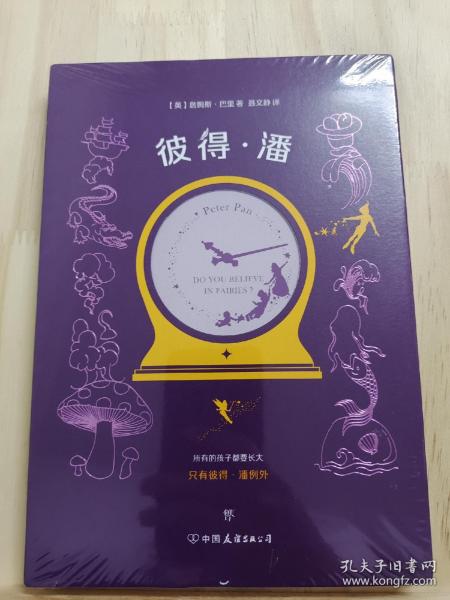 【英】詹姆斯·巴里 著 聂文静 译
彼得·潘
Peter Pan
DO YOU BELIEVE
IN FAIRIES?
所有的孩子都要长大
只有彼得·潘例外
中国友谊出版公司
孔夫子旧书网
www.kongfz.com